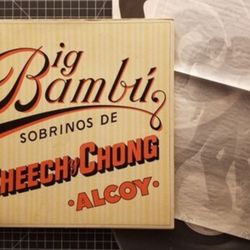 Big
Bambú
SOBRINOS DE
CHEECH y CHONG
·ALCOY·